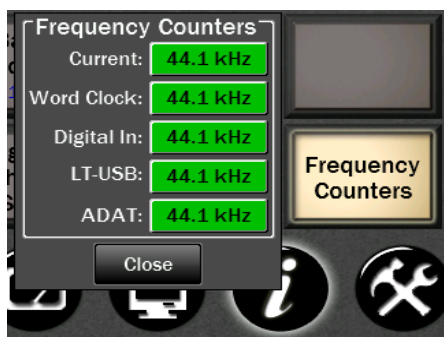 Frequency Counters
Current: 44.1 kHz
Word Clock: 44.1 kHz
Digital In: 44.1 kHz
LT-USB: 44.1 kHz
ADAT: 44.1 kHz
Close
Frequency
Counters